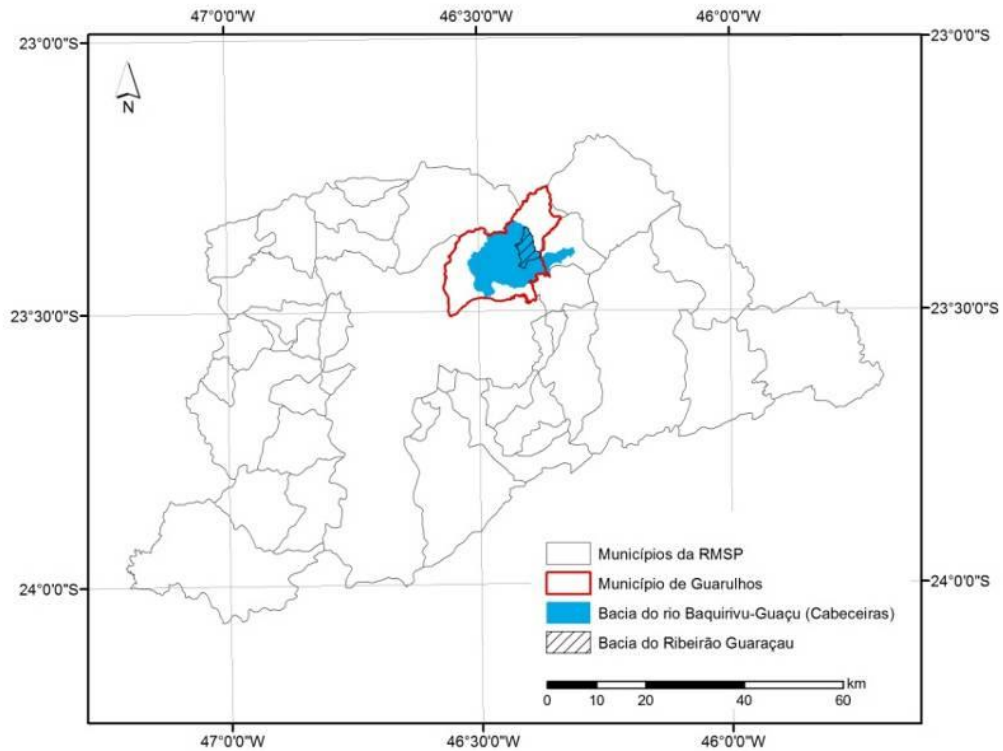 47°0'0"W 46°30'0"W 46°0'0"W
23°0'0"S 23°0'0"S
N
23°30'0"S 23°30'0"S
Municípios da RMSP
Município de Guarulhos
24°0'0"S 24°0'0"S
Bacia do rio Baquirivu-Guaçu (Cabeceiras)
Bacia do Ribeirão Guaraçau
km
0 10 20 40 60
47°0'0"W 46°30'0"W 46°0'0"W